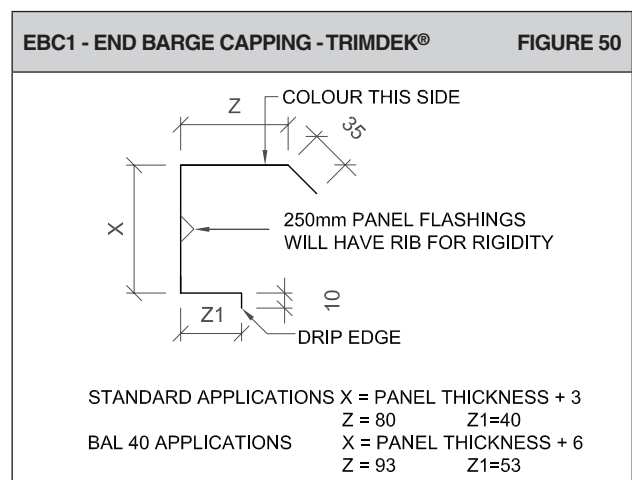 EBC1 - END BARGE CAPPING - TRIMDEK® FIGURE 50
COLOUR THIS SIDE
Z
35
X
250mm PANEL FLASHINGS
WILL HAVE RIB FOR RIGIDITY
Z1
10
DRIP EDGE
STANDARD APPLICATIONS X = PANEL THICKNESS + 3
Z = 80 Z1=40
BAL 40 APPLICATIONS X = PANEL THICKNESS + 6
Z = 93 Z1=53